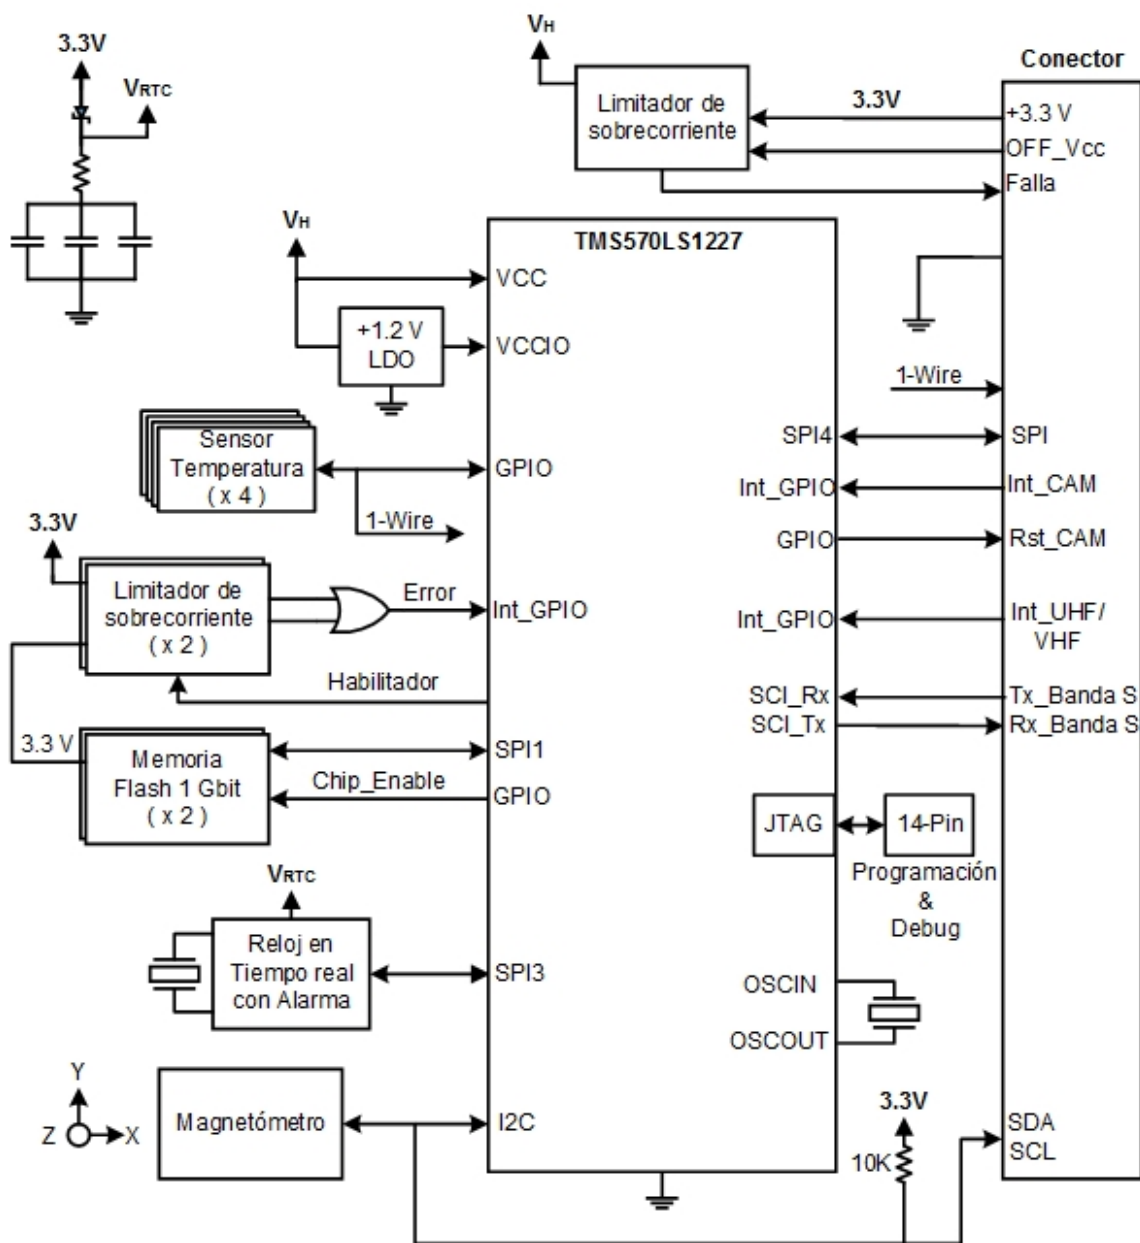 3.3V
VRTC
VH
Limitador de
sobrecorriente
3.3V
Conector
+3.3 V
OFF_Vcc
Falla
VH
TMS570LS1227
VCC
+1.2 V
LDO
VCCIO
1-Wire
Sensor
Temperatura
( x 4 )
GPIO
1-Wire
SPI4
SPI
Int_GPIO
Int_CAM
GPIO
Rst_CAM
3.3V
Limitador de
sobrecorriente
( x 2 )
Error
Int_GPIO
Int_GPIO
Int_UHF/
VHF
Habilitador
SCI_Rx
Tx_Banda S
SCI_Tx
Rx_Banda S
3.3 V
Memoria
Flash 1 Gbit
( x 2 )
SPI1
Chip_Enable
GPIO
JTAG
14-Pin
Programación
&
Debug
VRTC
Reloj en
Tiempo real
con Alarma
SPI3
OSCIN
OSCOUT
Y
Z
X
Magnetómetro
I2C
3.3V
10K
SDA
SCL